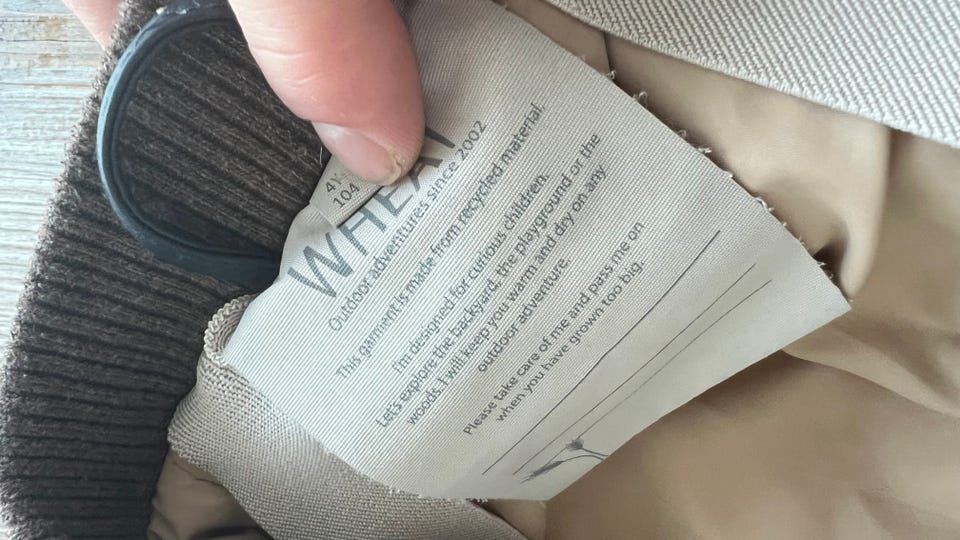 104
WHEAT
Outdoor adventures since 2002
This garment is made from recycled material.
I'm designed for curious children.
Let's explore the backyard, the playground or the
woods. I will keep you warm and dry on any
outdoor adventure.
Please take care of me and pass me on
when you have grown too big.